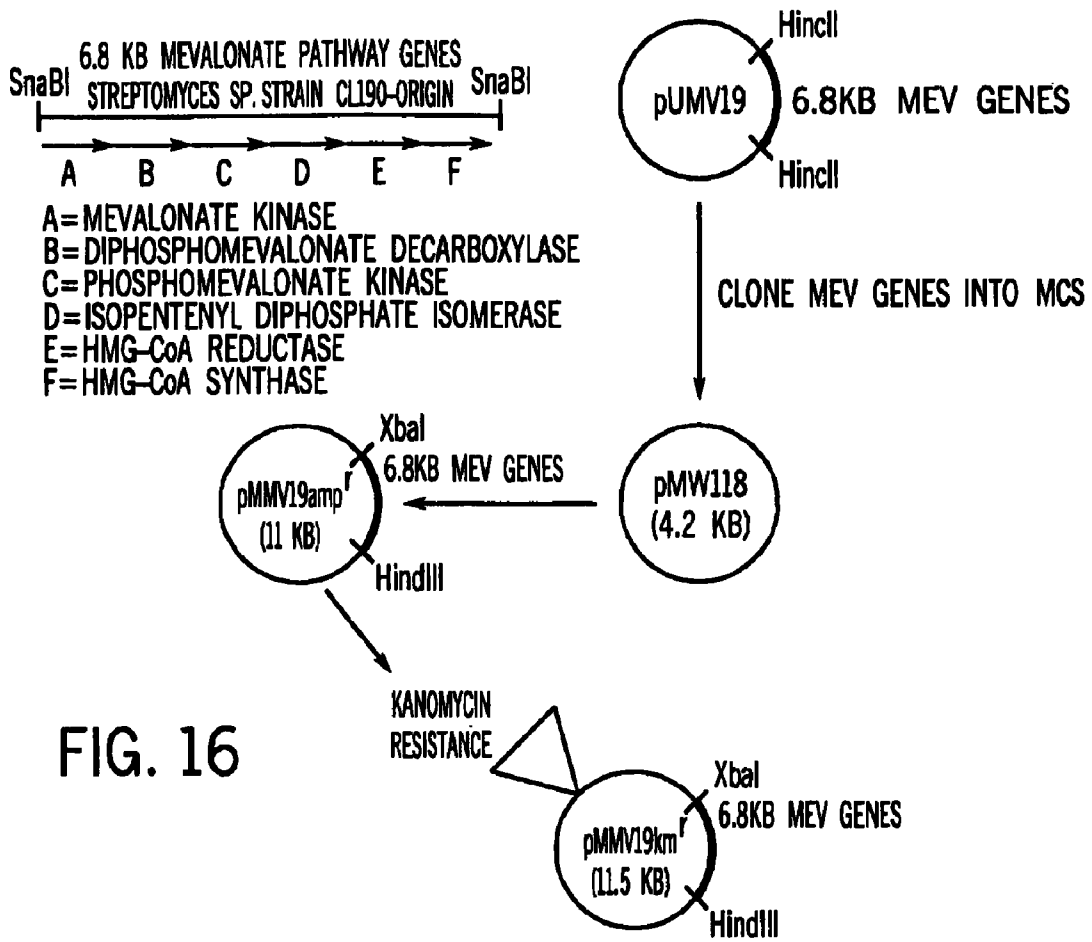 6.8 KB MEVALONATE PATHWAY GENES
SnaBI STREPTOMYCES SP. STRAIN CL190-ORIGIN SnaBI
A B C D E F
A=MEVALONATE KINASE
B=DIPHOSPHOMEVALONATE DECARBOXYLASE
C=PHOSPHOMEVALONATE KINASE
D=ISOPENTENYL DIPHOSPHATE ISOMERASE
E=HMG-CoA REDUCTASE
F=HMG-CoA SYNTHASE
HincII
pUMV19 6.8KB MEV GENES
HincII
CLONE MEV GENES INTO MCS
pMW118
(4.2 KB)
XbaI
6.8KB MEV GENES
pMMV19amp r
(11 KB)
HindIII
KANOMYCIN
RESISTANCE
XbaI
6.8KB MEV GENES
pMMV19km r
(11.5 KB)
HindIII
FIG. 16